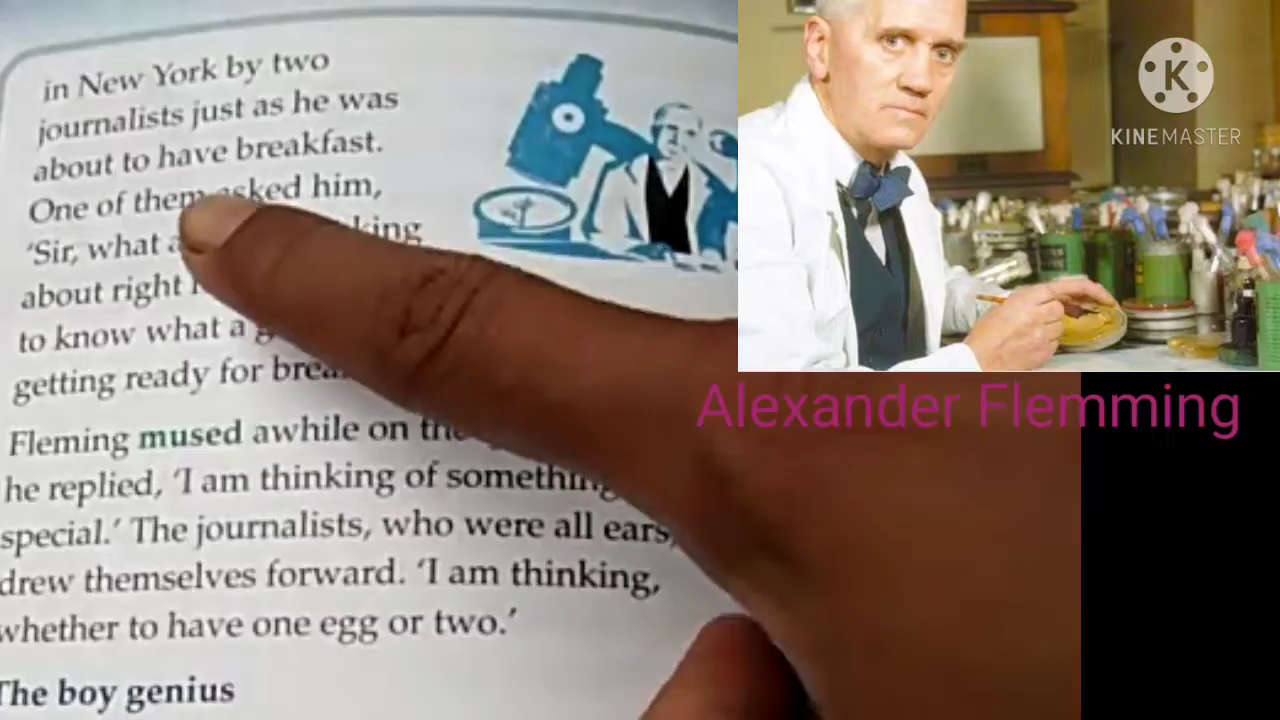 in New York by two
journalists just as he was
about to have breakfast.
One of them asked him,
‘Sir, what
about right
to know what a
getting ready for
Fleming mused awhile on
he replied, ‘I am thinking of something
special.’ The journalists, who were all ears,
drew themselves forward. ‘I am thinking,
whether to have one egg or two.’
The boy genius
KINEMASTER
Alexander Flemming